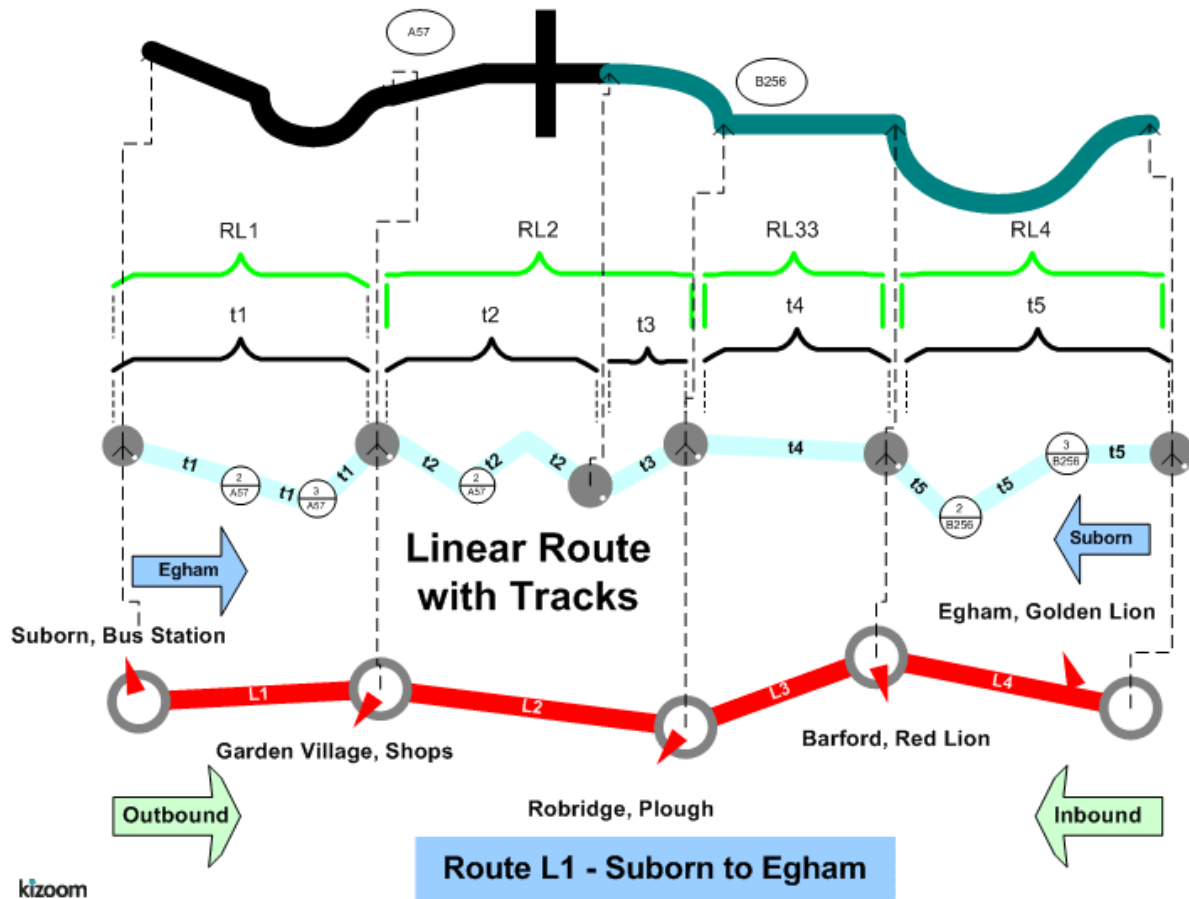 A57
B256
RL1
RL2
RL33
RL4
t1
t2
t3
t4
t5
t1
2
A57
t1
3
A57
t1
t2
2
A57
t2
t2
t3
t4
t5
2
B256
t5
3
B256
t5
Egham
Linear Route
with Tracks
Suborn
Suborn, Bus Station
Egham, Golden Lion
L1
L2
L3
L4
Garden Village, Shops
Barford, Red Lion
Robridge, Plough
Outbound
Inbound
Route L1 - Suborn to Egham
kizoom